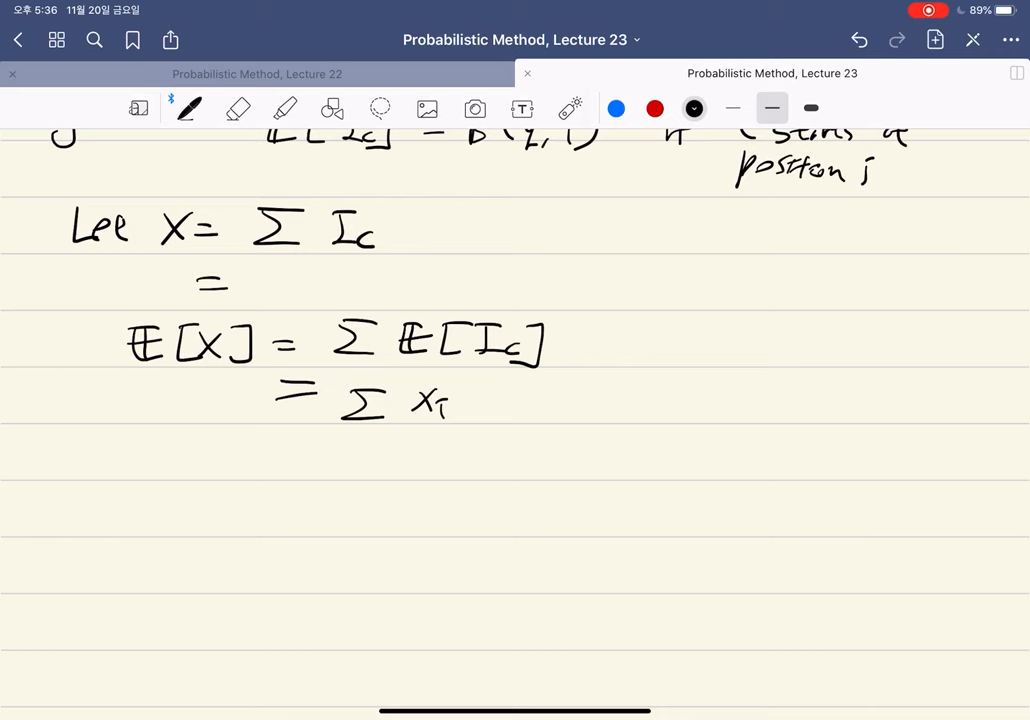 오후 5:36 11월 20일 금요일 89%
Probabilistic Method, Lecture 23
Probabilistic Method, Lecture 22 Probabilistic Method, Lecture 23
position i
Let X = Σ I_C
=
𝔼[X] = Σ 𝔼[I_C]
= Σ x_i